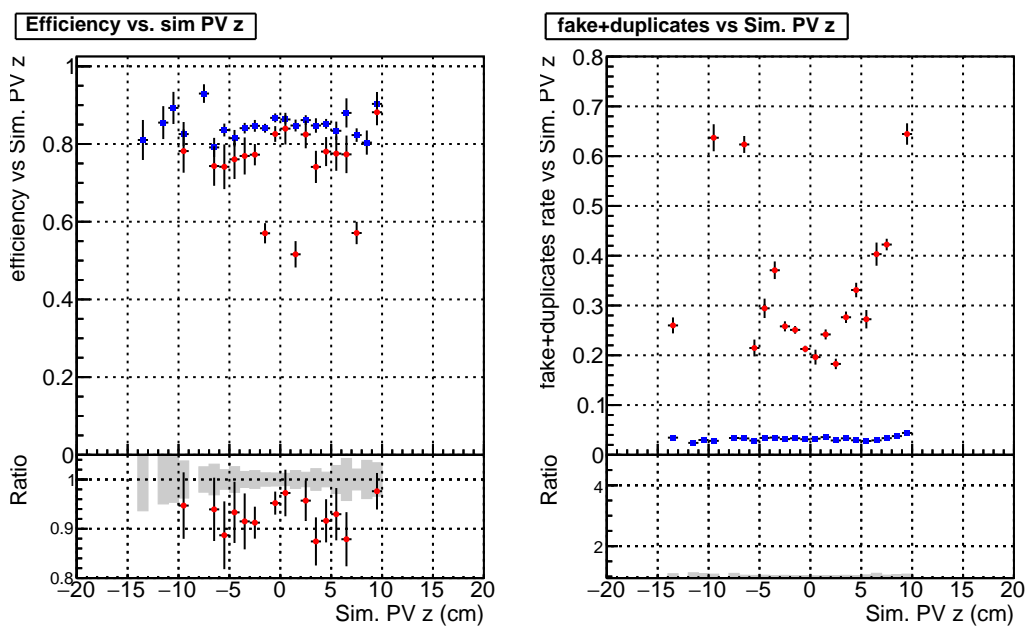 Efficiency vs. sim PV z
efficiency vs Sim. PV z
1
0.8
0.6
0.4
0.2
0
Ratio
1
0.9
0.8
−20 −15 −10 −5 0 5 10 15 20
Sim. PV z (cm)
fake+duplicates vs Sim. PV z
fake+duplicates rate vs Sim. PV z
0.8
0.7
0.6
0.5
0.4
0.3
0.2
0.1
0
Ratio
4
2
−20 −15 −10 −5 0 5 10 15 20
Sim. PV z (cm)